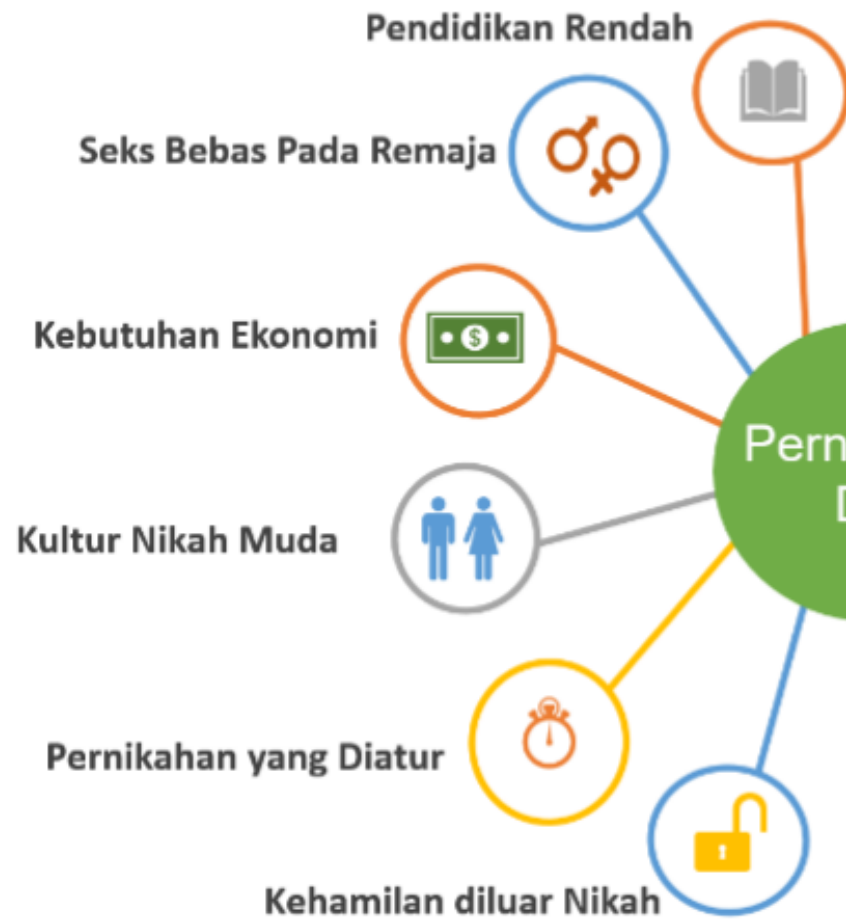 Pendidikan Rendah
Seks Bebas Pada Remaja
Kebutuhan Ekonomi
Kultur Nikah Muda
Pernikahan yang Diatur
Kehamilan diluar Nikah